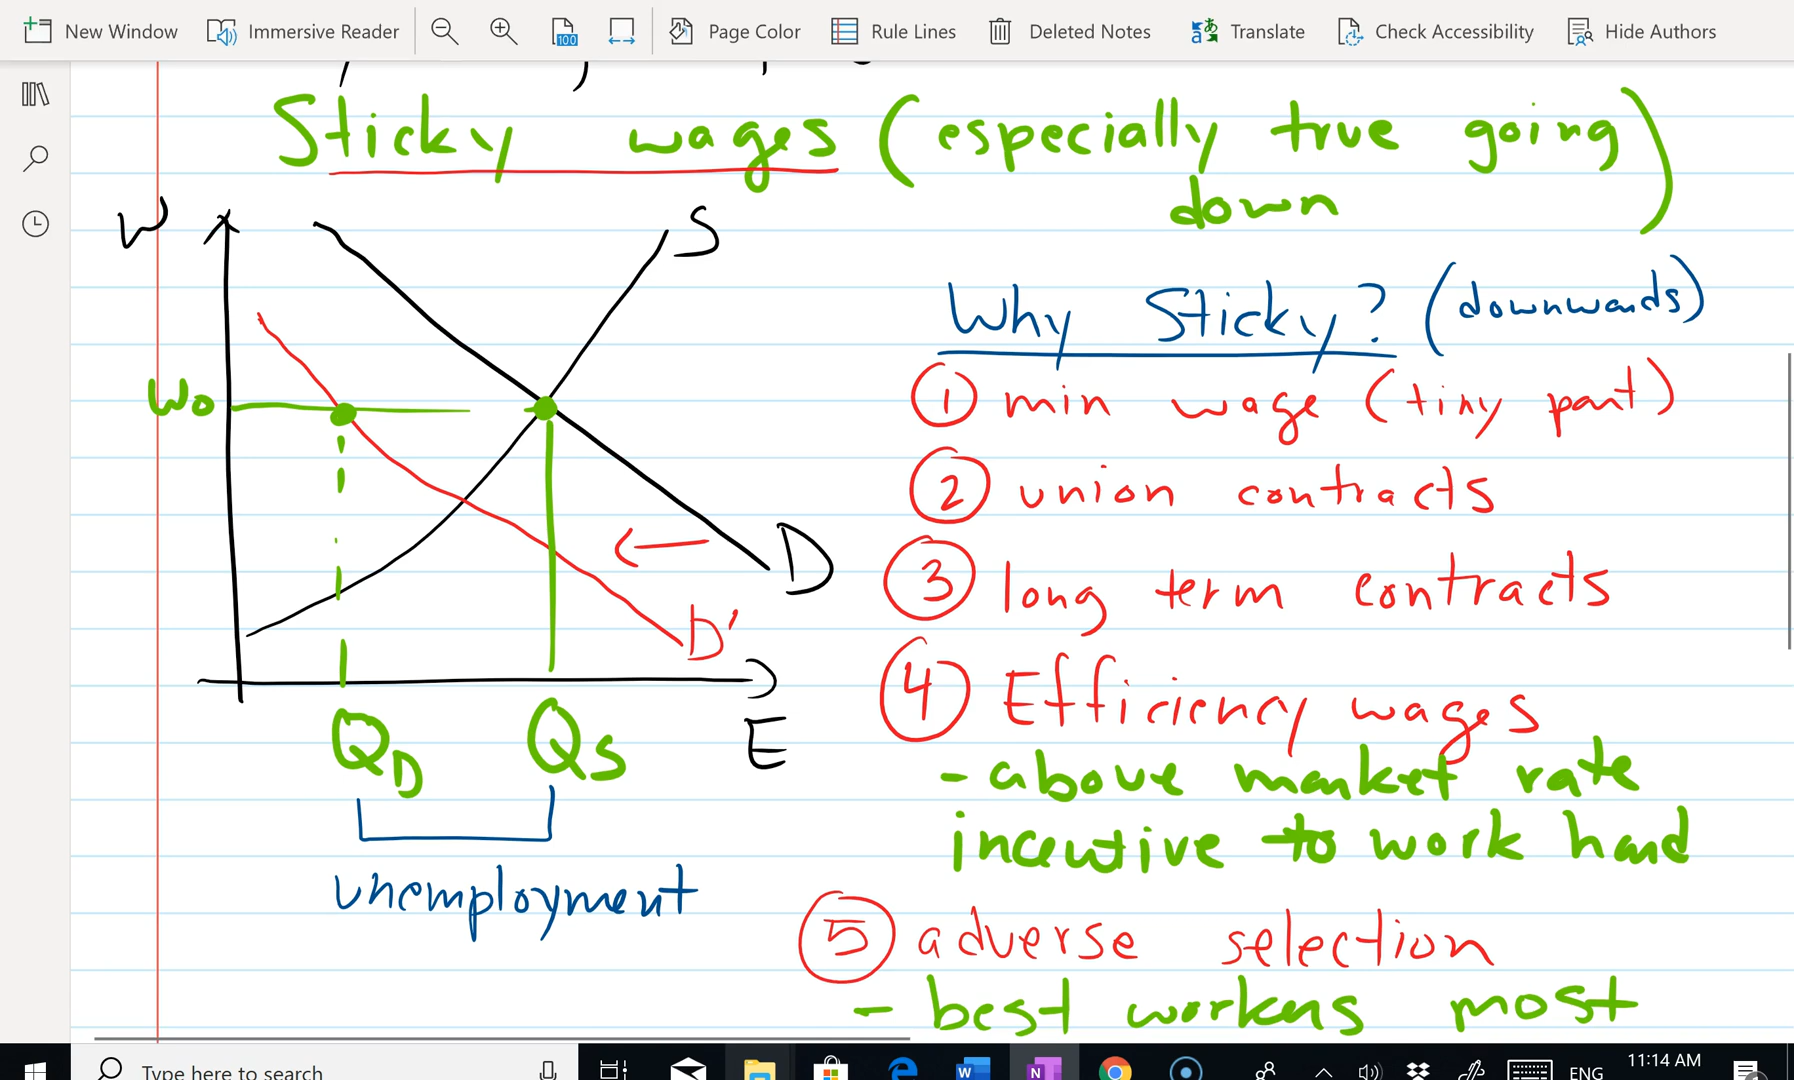 New Window Immersive Reader 100 Page Color Rule Lines Deleted Notes Translate Check Accessibility Hide Authors
Sticky wages (especially true going
down
W
S
Why Sticky? (downwards)
Wo
① min wage (tiny part)
② union contracts
D
③ long term contracts
D'
④ Efficiency wages
QD QS E
- above market rate
incentive to work hard
unemployment
⑤ adverse selection
- best workers most
Type here to search
ENG
11:14 AM